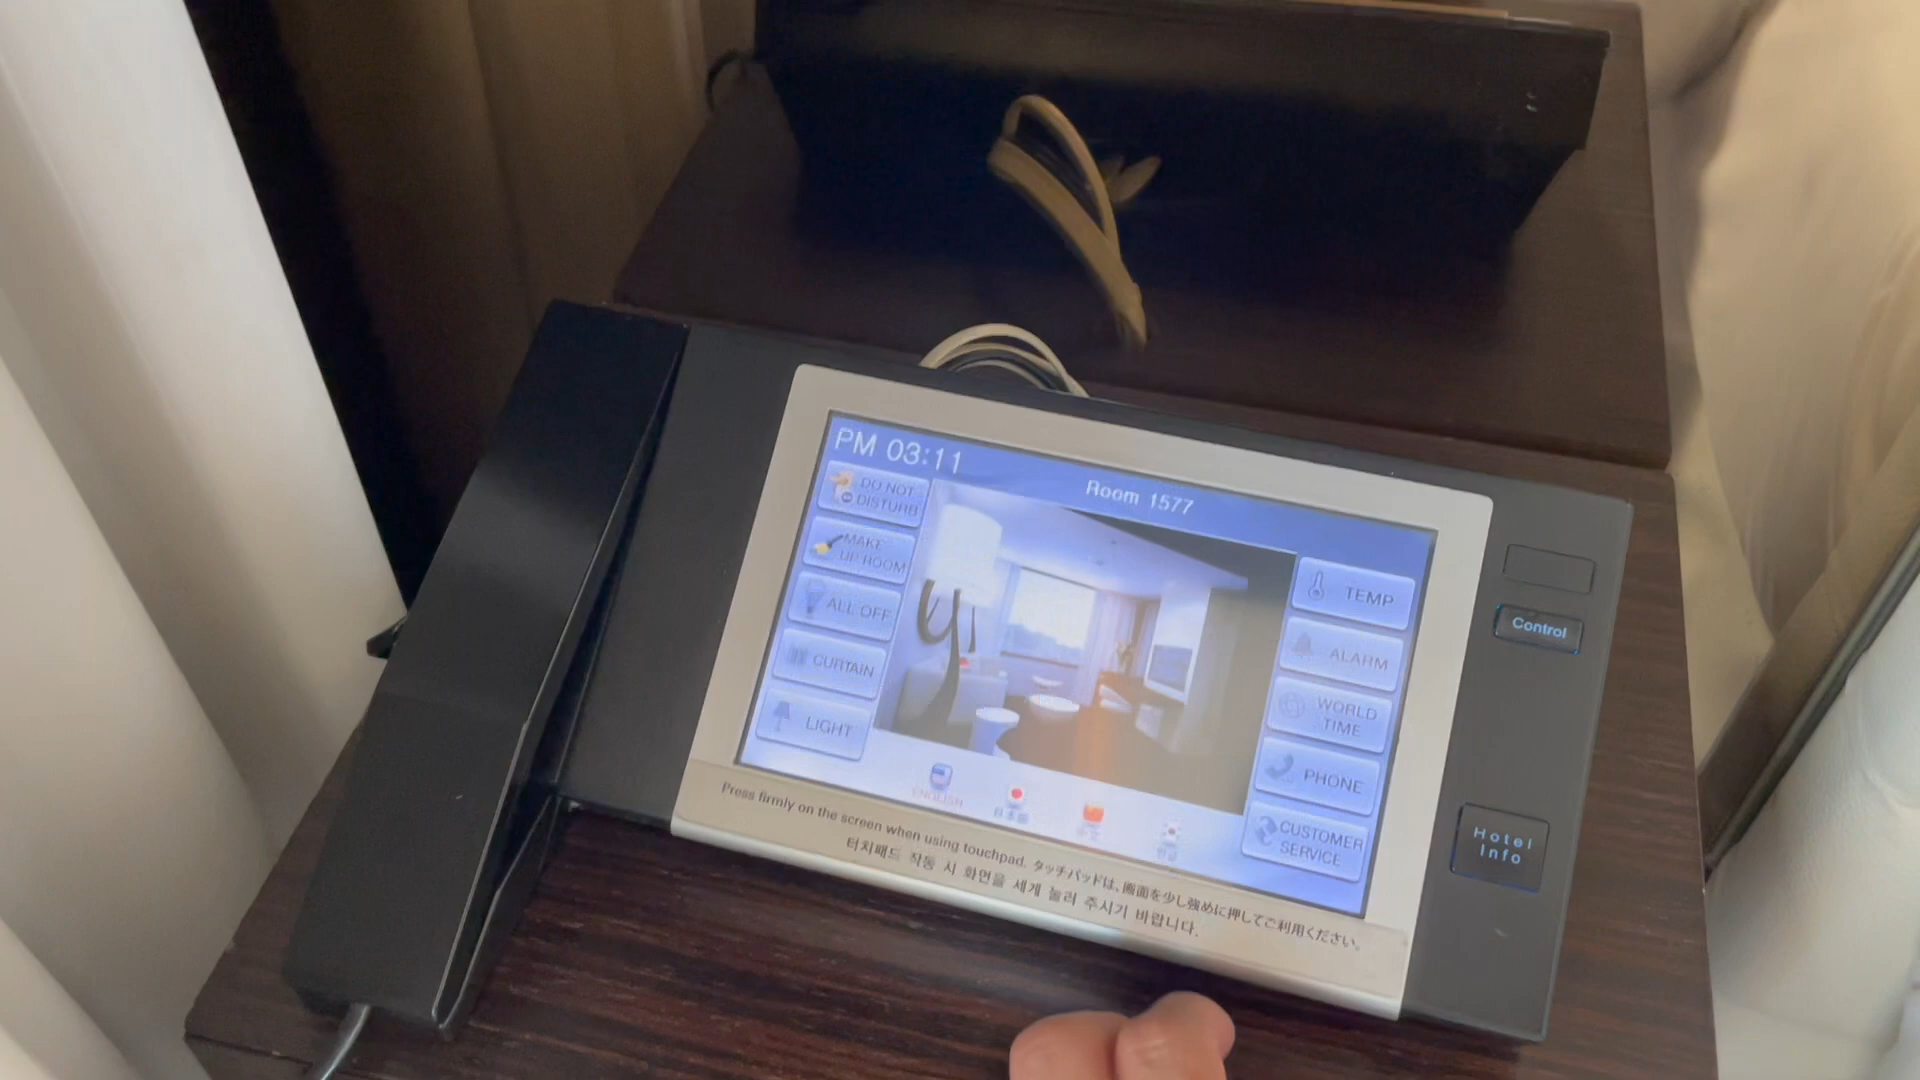 PM 03:11
Room 1577
DO NOT
DISTURB
MAKE
UP ROOM
ALL OFF
CURTAIN
LIGHT
TEMP
ALARM
WORLD
TIME
PHONE
CUSTOMER
SERVICE
ENGLISH
日本語
Control
Hotel
Info
Press firmly on the screen when using touchpad. タッチパッドは、画面を少し強めに押してご利用ください。
터치패드 작동 시 화면을 세게 눌러 주시기 바랍니다.